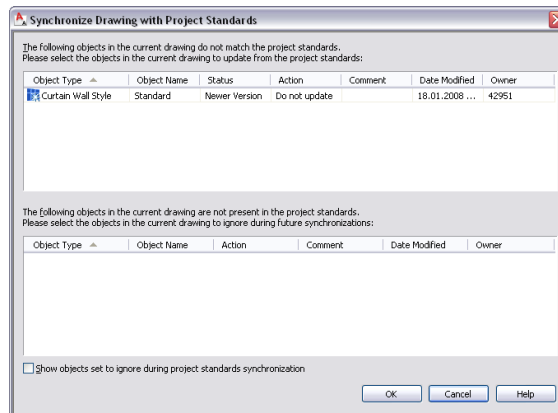 Synchronize Drawing with Project Standards
The following objects in the current drawing do not match the project standards.
Please select the objects in the current drawing to update from the project standards:
Object Type Object Name Status Action Comment Date Modified Owner
Curtain Wall Style Standard Newer Version Do not update 18.01.2008 ... 42951
The following objects in the current drawing are not present in the project standards.
Please select the objects in the current drawing to ignore during future synchronizations:
Object Type Object Name Action Comment Date Modified Owner
Show objects set to ignore during project standards synchronization
OK Cancel Help